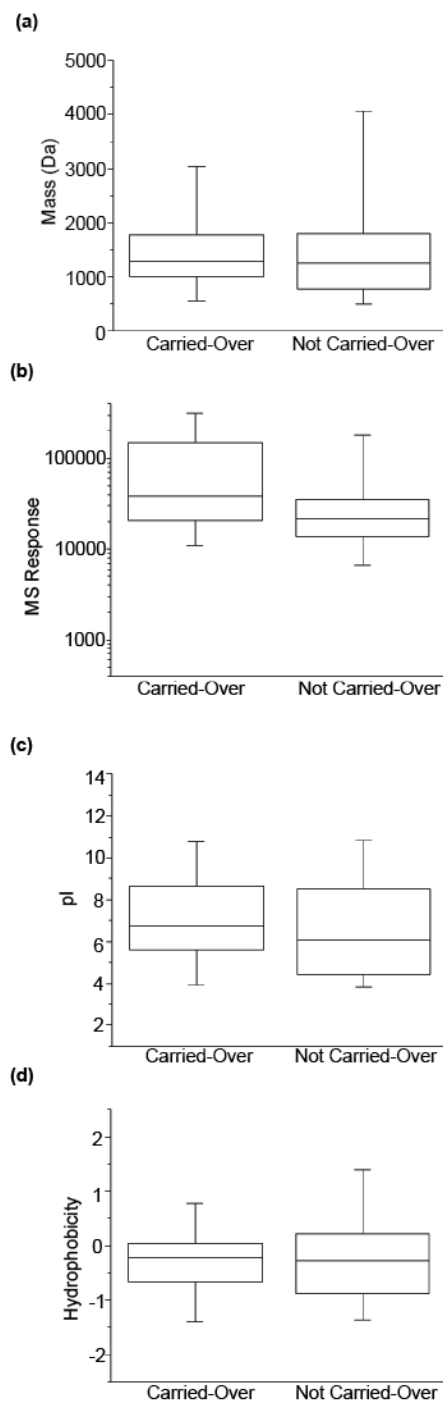 (a)
5000
4000
3000
2000
1000
0
Mass (Da)
Carried-Over Not Carried-Over
(b)
100000
10000
1000
MS Response
Carried-Over Not Carried-Over
(c)
14
12
10
8
6
4
2
pI
Carried-Over Not Carried-Over
(d)
2
1
0
-1
-2
Hydrophobicity
Carried-Over Not Carried-Over